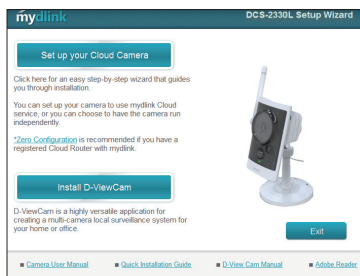 mydlink
DCS-2330L Setup Wizard
Set up your Cloud Camera
Click here for an easy step-by-step wizard that guides
you through installation.
You can set up your camera to use mydlink Cloud
service, or you can choose to have the camera run
independently.
*Zero Configuration is recommended if you have a
registered Cloud Router with mydlink.
Install D-ViewCam
D-ViewCam is a highly versatile application for
creating a multi-camera local surveillance system for
your home or office.
Exit
Camera User Manual
Quick Installation Guide
D-View Cam Manual
Adobe Reader